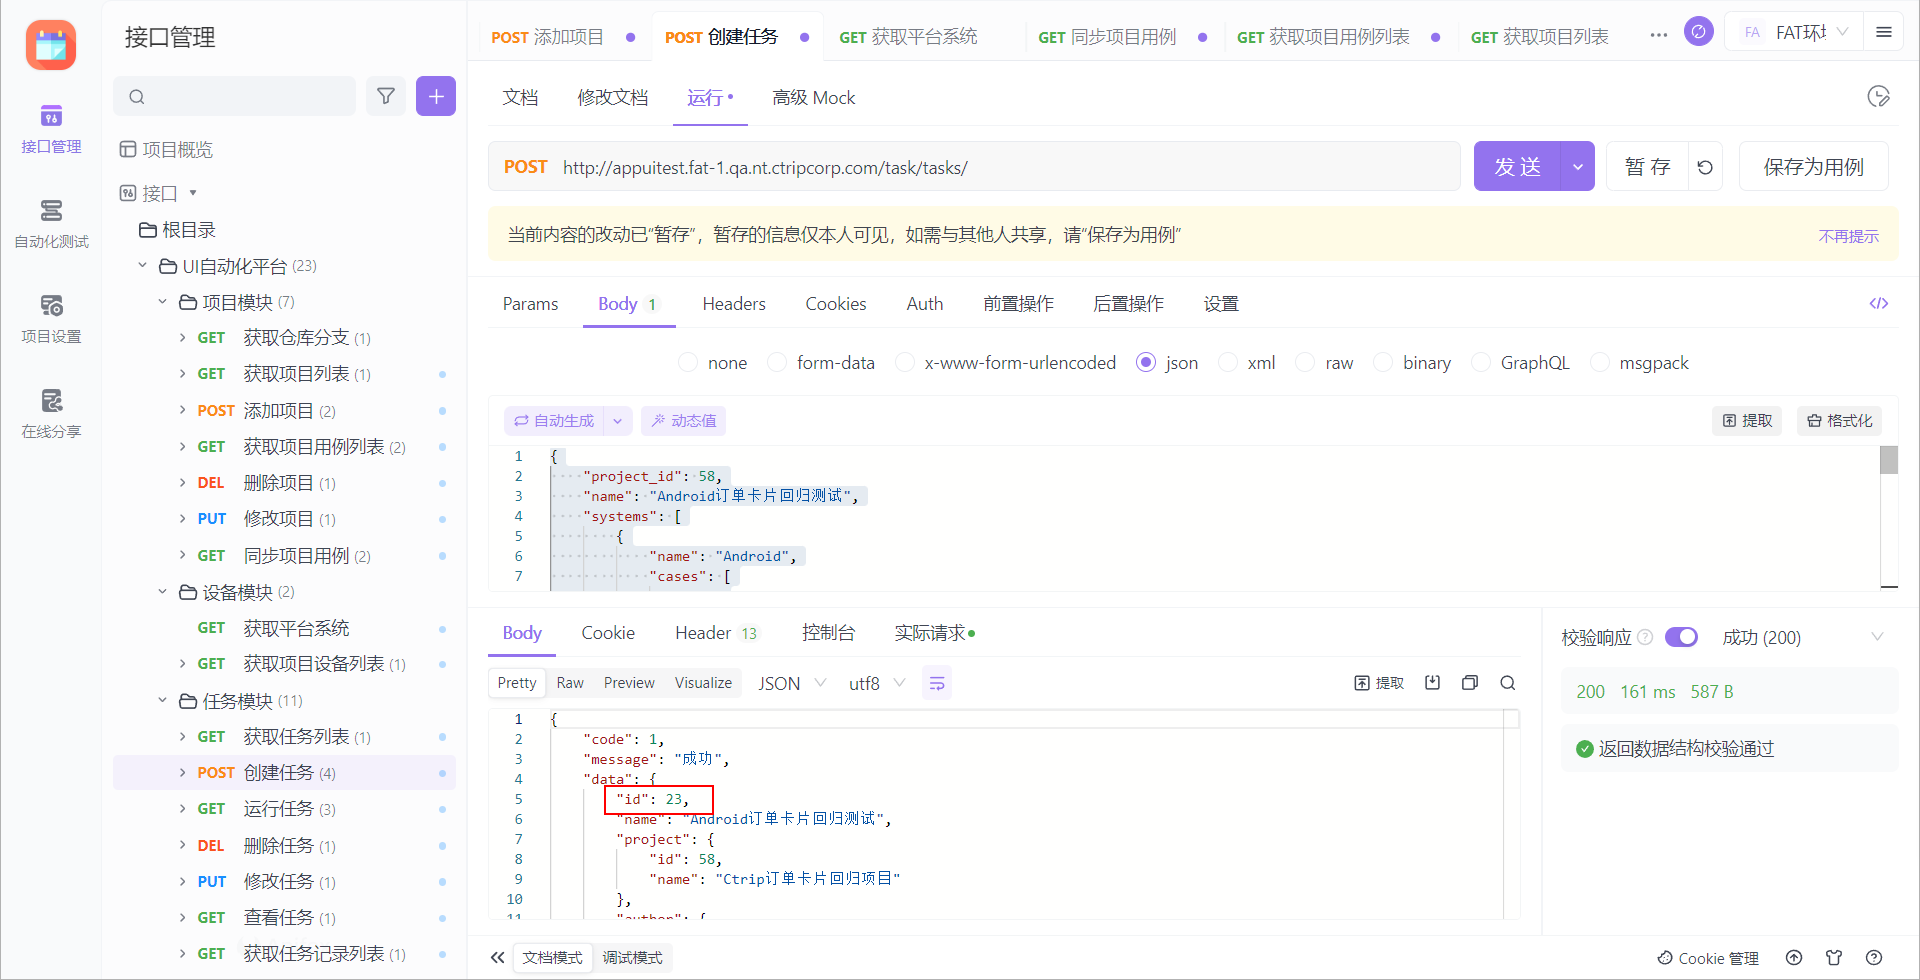 接口管理
自动化测试
项目设置
在线分享
接口管理
项目概览
接口
根目录
UI自动化平台 (23)
项目模块 (7)
GET 获取仓库分支 (1)
GET 获取项目列表 (1)
POST 添加项目 (2)
GET 获取项目用例列表 (2)
DEL 删除项目 (1)
PUT 修改项目 (1)
GET 同步项目用例 (2)
设备模块 (2)
GET 获取平台系统
GET 获取项目设备列表 (1)
任务模块 (11)
GET 获取任务列表 (1)
POST 创建任务 (4)
GET 运行任务 (3)
DEL 删除任务 (1)
PUT 修改任务 (1)
GET 查看任务 (1)
GET 获取任务记录列表 (1)
POST 添加项目 POST 创建任务 GET 获取平台系统 GET 同步项目用例 GET 获取项目用例列表 GET 获取项目列表 ··· FA FAT环
文档 修改文档 运行 高级 Mock
POST http://appuitest.fat-1.qa.nt.ctripcorp.com/task/tasks/ 发 送 暂 存 保存为用例
当前内容的改动已“暂存”，暂存的信息仅本人可见，如需与其他人共享，请“保存为用例” 不再提示
Params Body 1 Headers Cookies Auth 前置操作 后置操作 设置 </>
none form-data x-www-form-urlencoded json xml raw binary GraphQL msgpack
自动生成 动态值 提取 格式化
1 {
2 "project_id": 58,
3 "name": "Android订单卡片回归测试",
4 "systems": [
5 {
6 "name": "Android",
7 "cases": [
Body Cookie Header 13 控制台 实际请求 校验响应 成功 (200)
Pretty Raw Preview Visualize JSON utf8 提取
200 161 ms 587 B
返回数据结构校验通过
1 {
2 "code": 1,
3 "message": "成功",
4 "data": {
5 "id": 23,
6 "name": "Android订单卡片回归测试",
7 "project": {
8 "id": 58,
9 "name": "Ctrip订单卡片回归项目"
10 },
11 "author": {
文档模式 调试模式 Cookie 管理